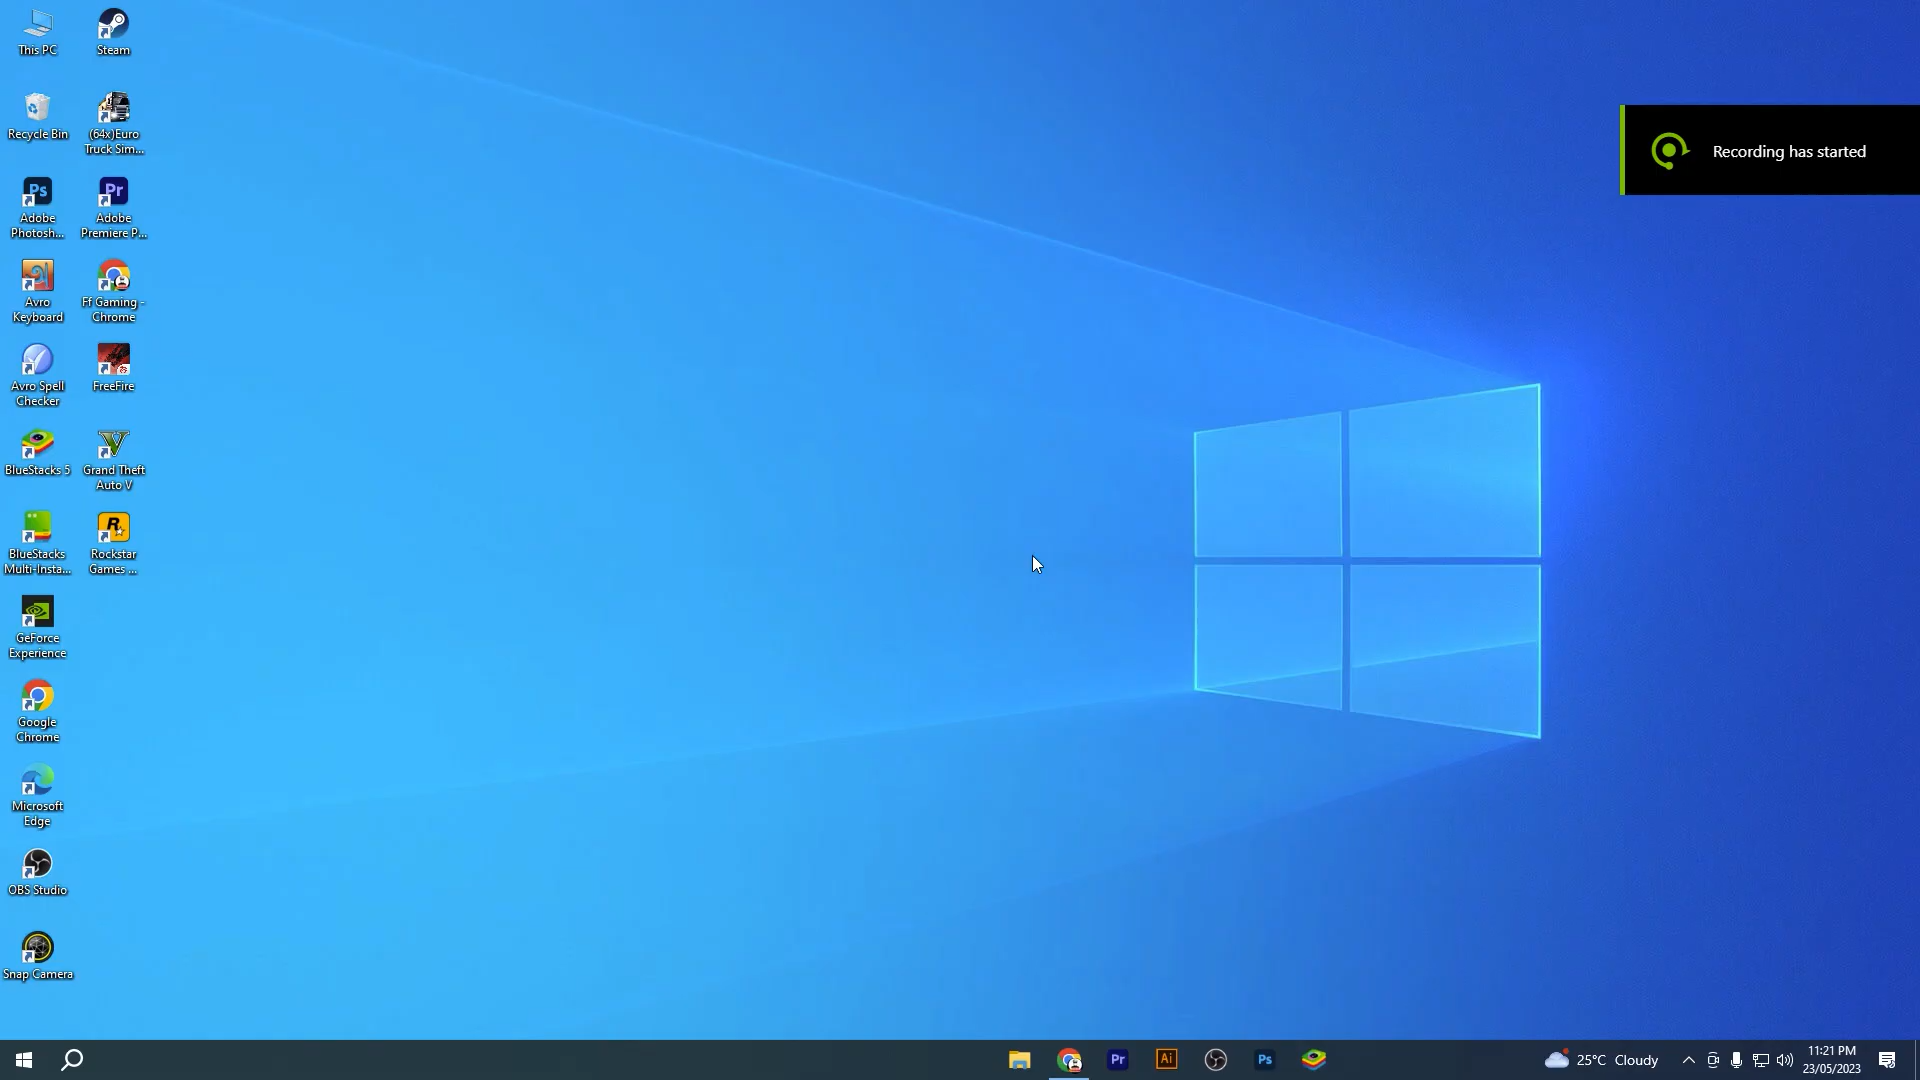 This PC
Steam
Recycle Bin
(64x)Euro
Truck Sim...
Adobe
Photosh...
Adobe
Premiere P...
Avro
Keyboard
Ff Gaming -
Chrome
Avro Spell
Checker
FreeFire
BlueStacks 5
Grand Theft
Auto V
BlueStacks
Multi-Insta...
Rockstar
Games ...
GeForce
Experience
Google
Chrome
Microsoft
Edge
OBS Studio
Snap Camera
Recording has started
25°C Cloudy
11:21 PM
23/05/2023
Ps
Pr
Pr
Ai
Ps